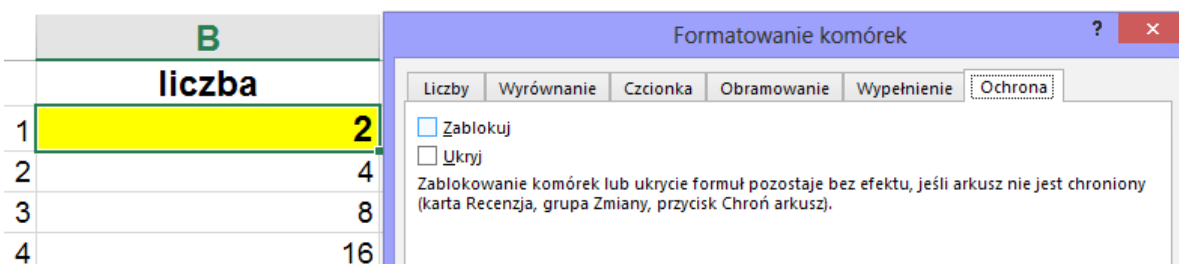 B
liczba
1 2
2 4
3 8
4 16
Formatowanie komórek ? ×
Liczby Wyrównanie Czcionka Obramowanie Wypełnienie Ochrona
Zablokuj
Ukryj
Zablokowanie komórek lub ukrycie formuł pozostaje bez efektu, jeśli arkusz nie jest chroniony
(karta Recenzja, grupa Zmiany, przycisk Chroń arkusz).